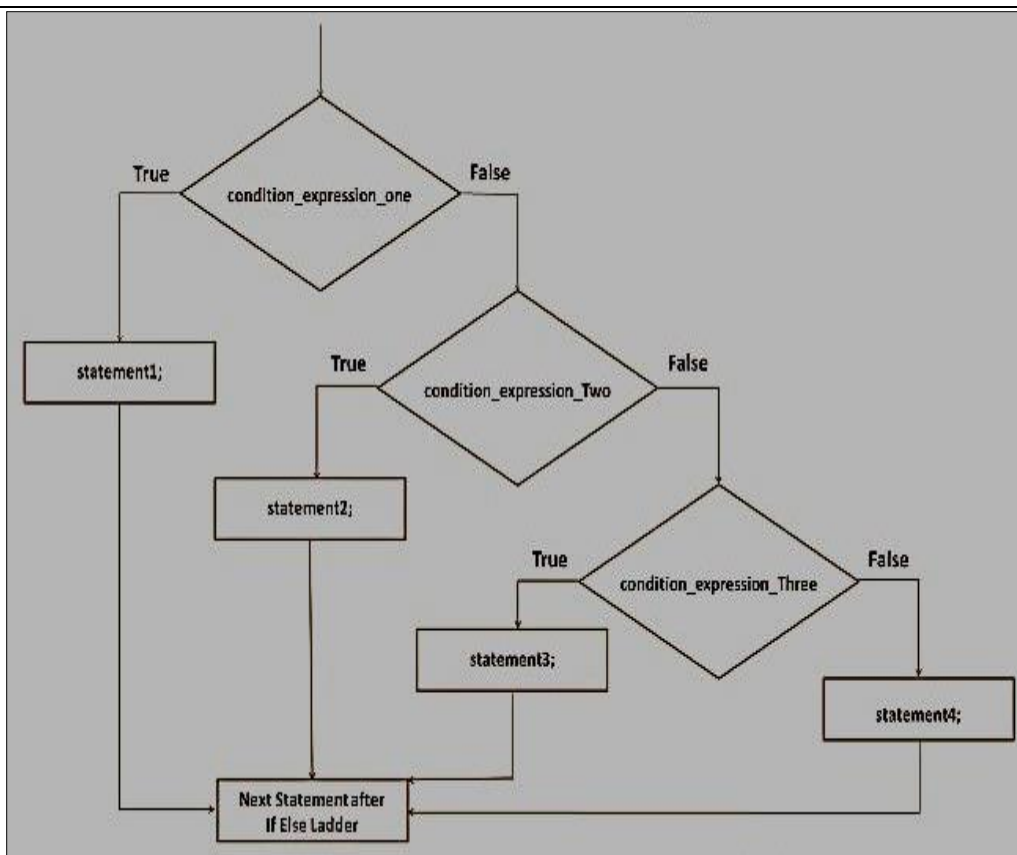 True
False
condition_expression_one
statement1;
True
False
condition_expression_Two
statement2;
True
False
condition_expression_Three
statement3;
statement4;
Next Statement after
If Else Ladder